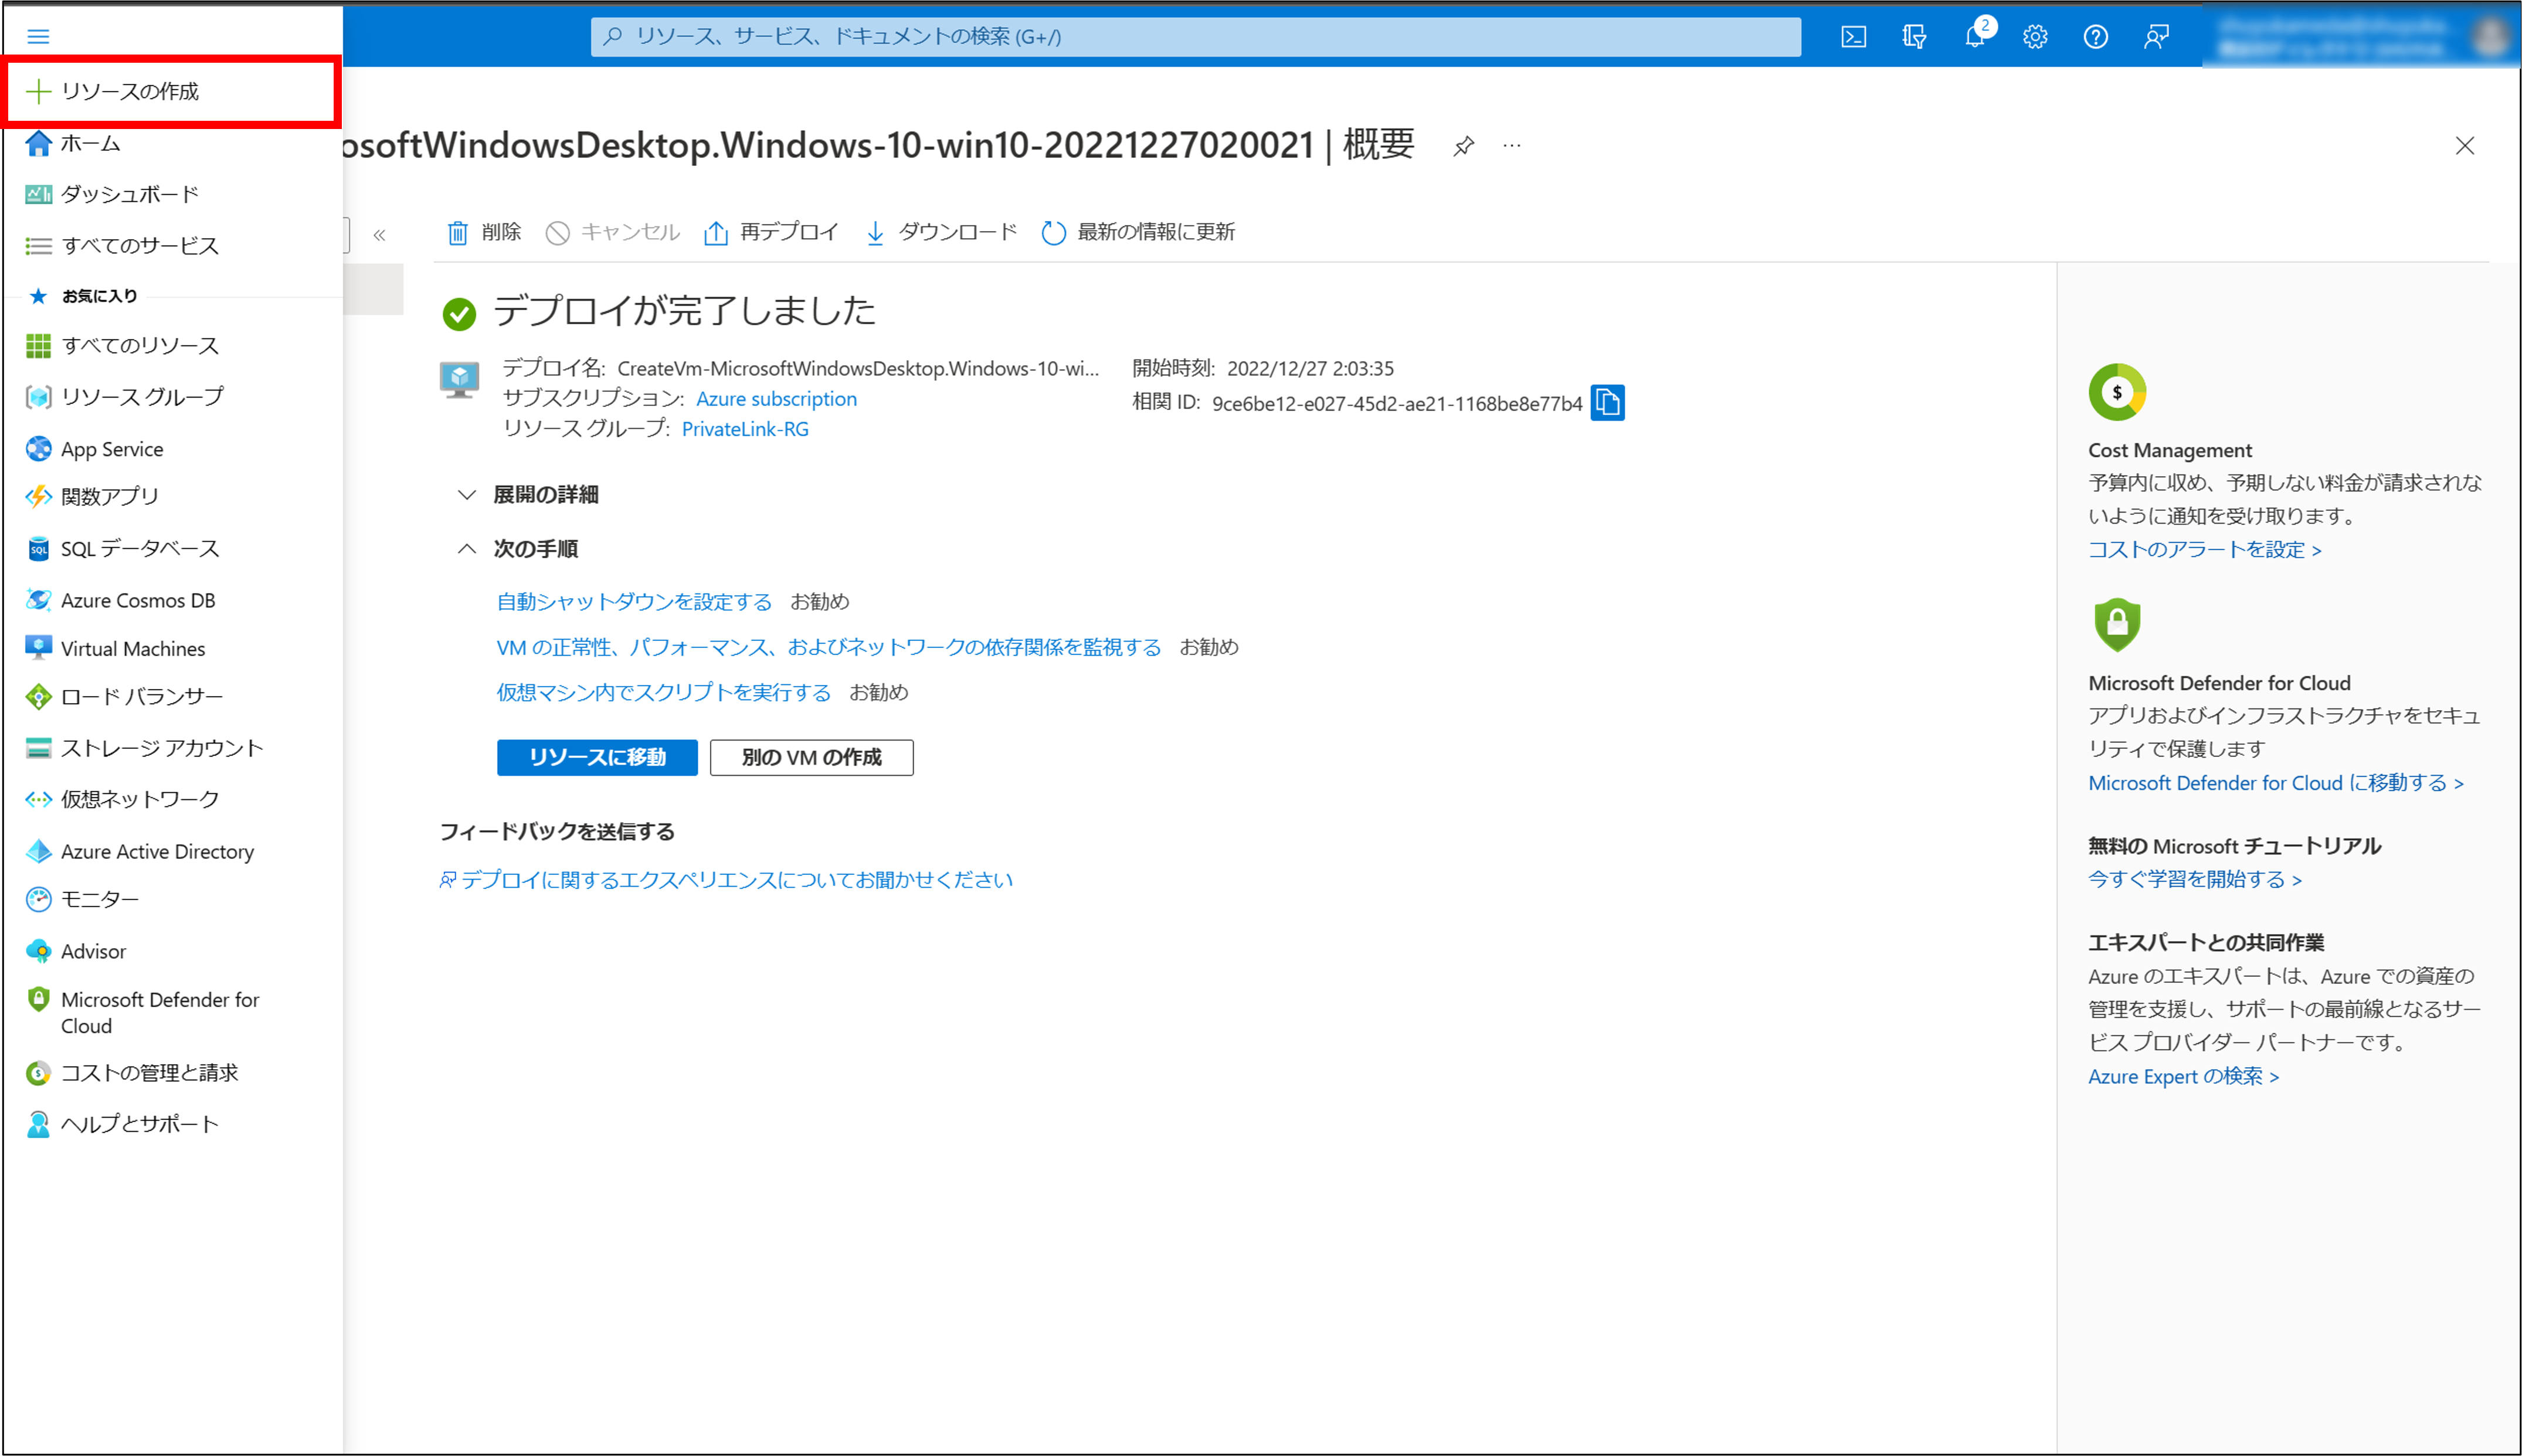 リソース、サービス、ドキュメントの検索 (G+/)
2
リソースの作成
ホーム
ダッシュボード
すべてのサービス
お気に入り
すべてのリソース
リソース グループ
App Service
関数アプリ
SQL データベース
Azure Cosmos DB
Virtual Machines
ロード バランサー
ストレージ アカウント
仮想ネットワーク
Azure Active Directory
モニター
Advisor
Microsoft Defender for
Cloud
コストの管理と請求
ヘルプとサポート
osoftWindowsDesktop.Windows-10-win10-20221227020021 | 概要
…
«
削除 キャンセル 再デプロイ ダウンロード 最新の情報に更新
デプロイが完了しました
デプロイ名: CreateVm-MicrosoftWindowsDesktop.Windows-10-wi...
サブスクリプション: Azure subscription
リソース グループ: PrivateLink-RG
開始時刻: 2022/12/27 2:03:35
相関 ID: 9ce6be12-e027-45d2-ae21-1168be8e77b4
展開の詳細
次の手順
自動シャットダウンを設定する お勧め
VM の正常性、パフォーマンス、およびネットワークの依存関係を監視する お勧め
仮想マシン内でスクリプトを実行する お勧め
リソースに移動 別の VM の作成
フィードバックを送信する
デプロイに関するエクスペリエンスについてお聞かせください
Cost Management
予算内に収め、予期しない料金が請求されな
いように通知を受け取ります。
コストのアラートを設定 >
Microsoft Defender for Cloud
アプリおよびインフラストラクチャをセキュ
リティで保護します
Microsoft Defender for Cloud に移動する >
無料の Microsoft チュートリアル
今すぐ学習を開始する >
エキスパートとの共同作業
Azure のエキスパートは、Azure での資産の
管理を支援し、サポートの最前線となるサー
ビス プロバイダー パートナーです。
Azure Expert の検索 >